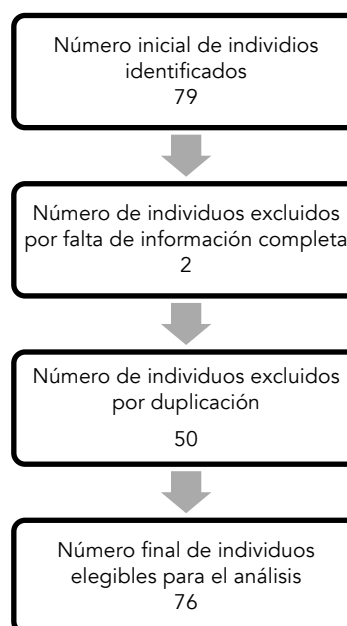 Número inicial de individios
identificados
79
Número de individuos excluidos
por falta de información completa
2
Número de individuos excluidos
por duplicación
50
Número final de individuos
elegibles para el análisis
76